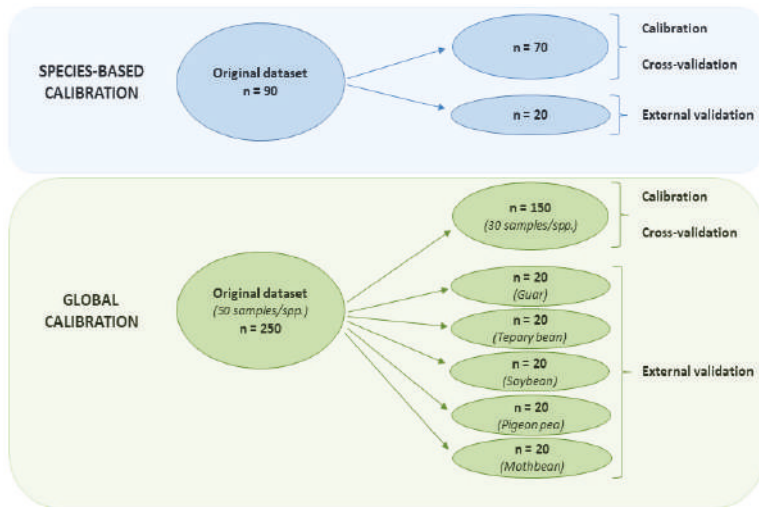 SPECIES-BASED
CALIBRATION
Original dataset
n = 90
n = 70
Calibration
Cross-validation
n = 20
External validation
GLOBAL
CALIBRATION
Original dataset
(50 samples/spp.)
n = 250
n = 150
(30 samples/spp.)
Calibration
Cross-validation
n = 20
(Guar)
n = 20
(Tepary bean)
n = 20
(Soybean)
n = 20
(Pigeon pea)
n = 20
(Mothbean)
External validation